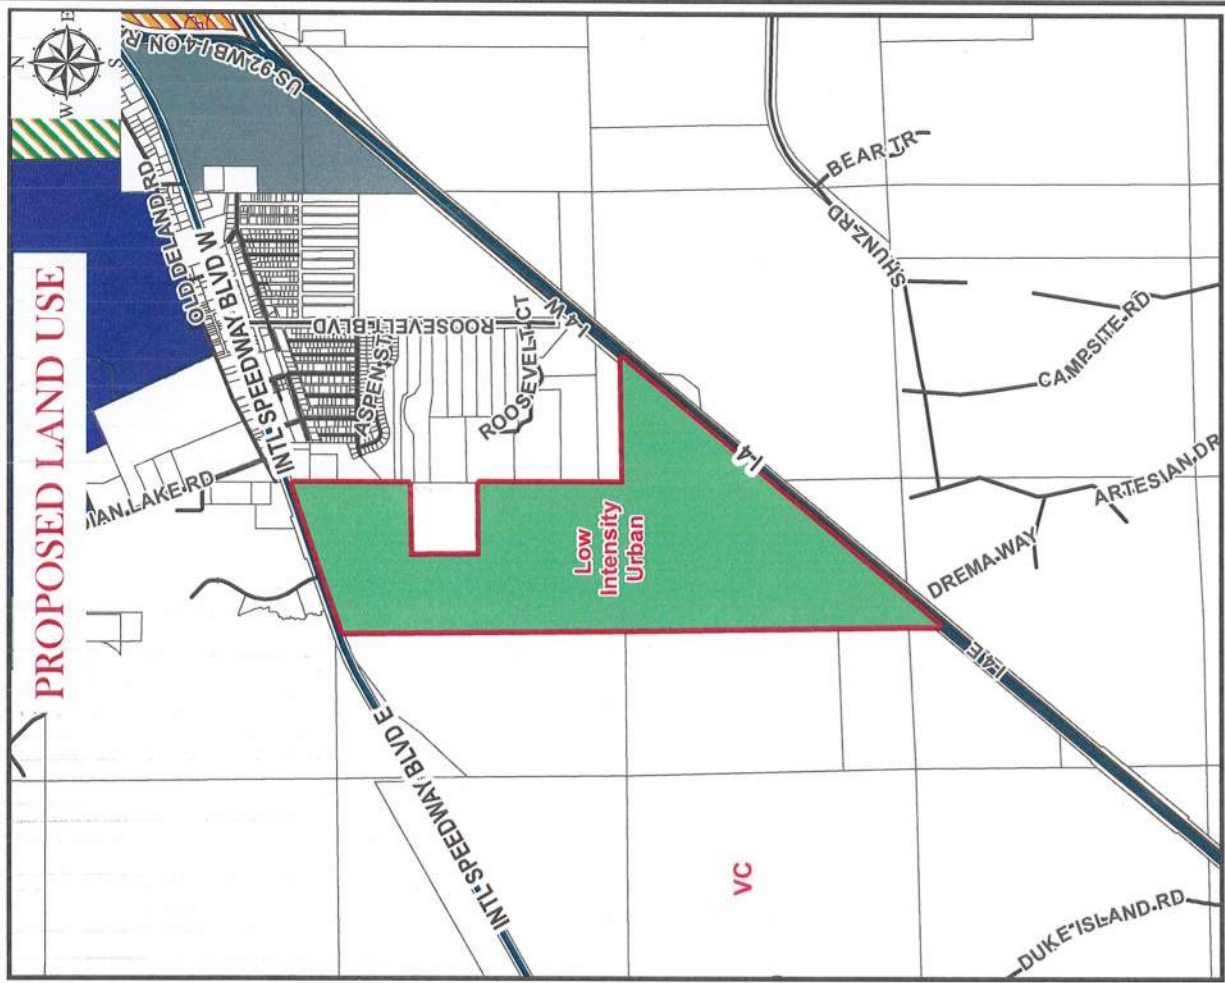 PROPOSED LAND USE
N
E
S
W
US 92 WB I-4 ON R
OLD DELAND RD
INTL SPEEDWAY BLVD W
ROOSEVELT BLVD
ASPEN ST
ROOSEVELT CT
I-4 W
BEAR TR
SHUNZ RD
CAMPSITE RD
ARTESIAN DR
DREMA WAY
DIAN LAKE RD
Low
Intensity
Urban
I-4
I-4 E
INTL SPEEDWAY BLVD E
VC
DUKE ISLAND RD